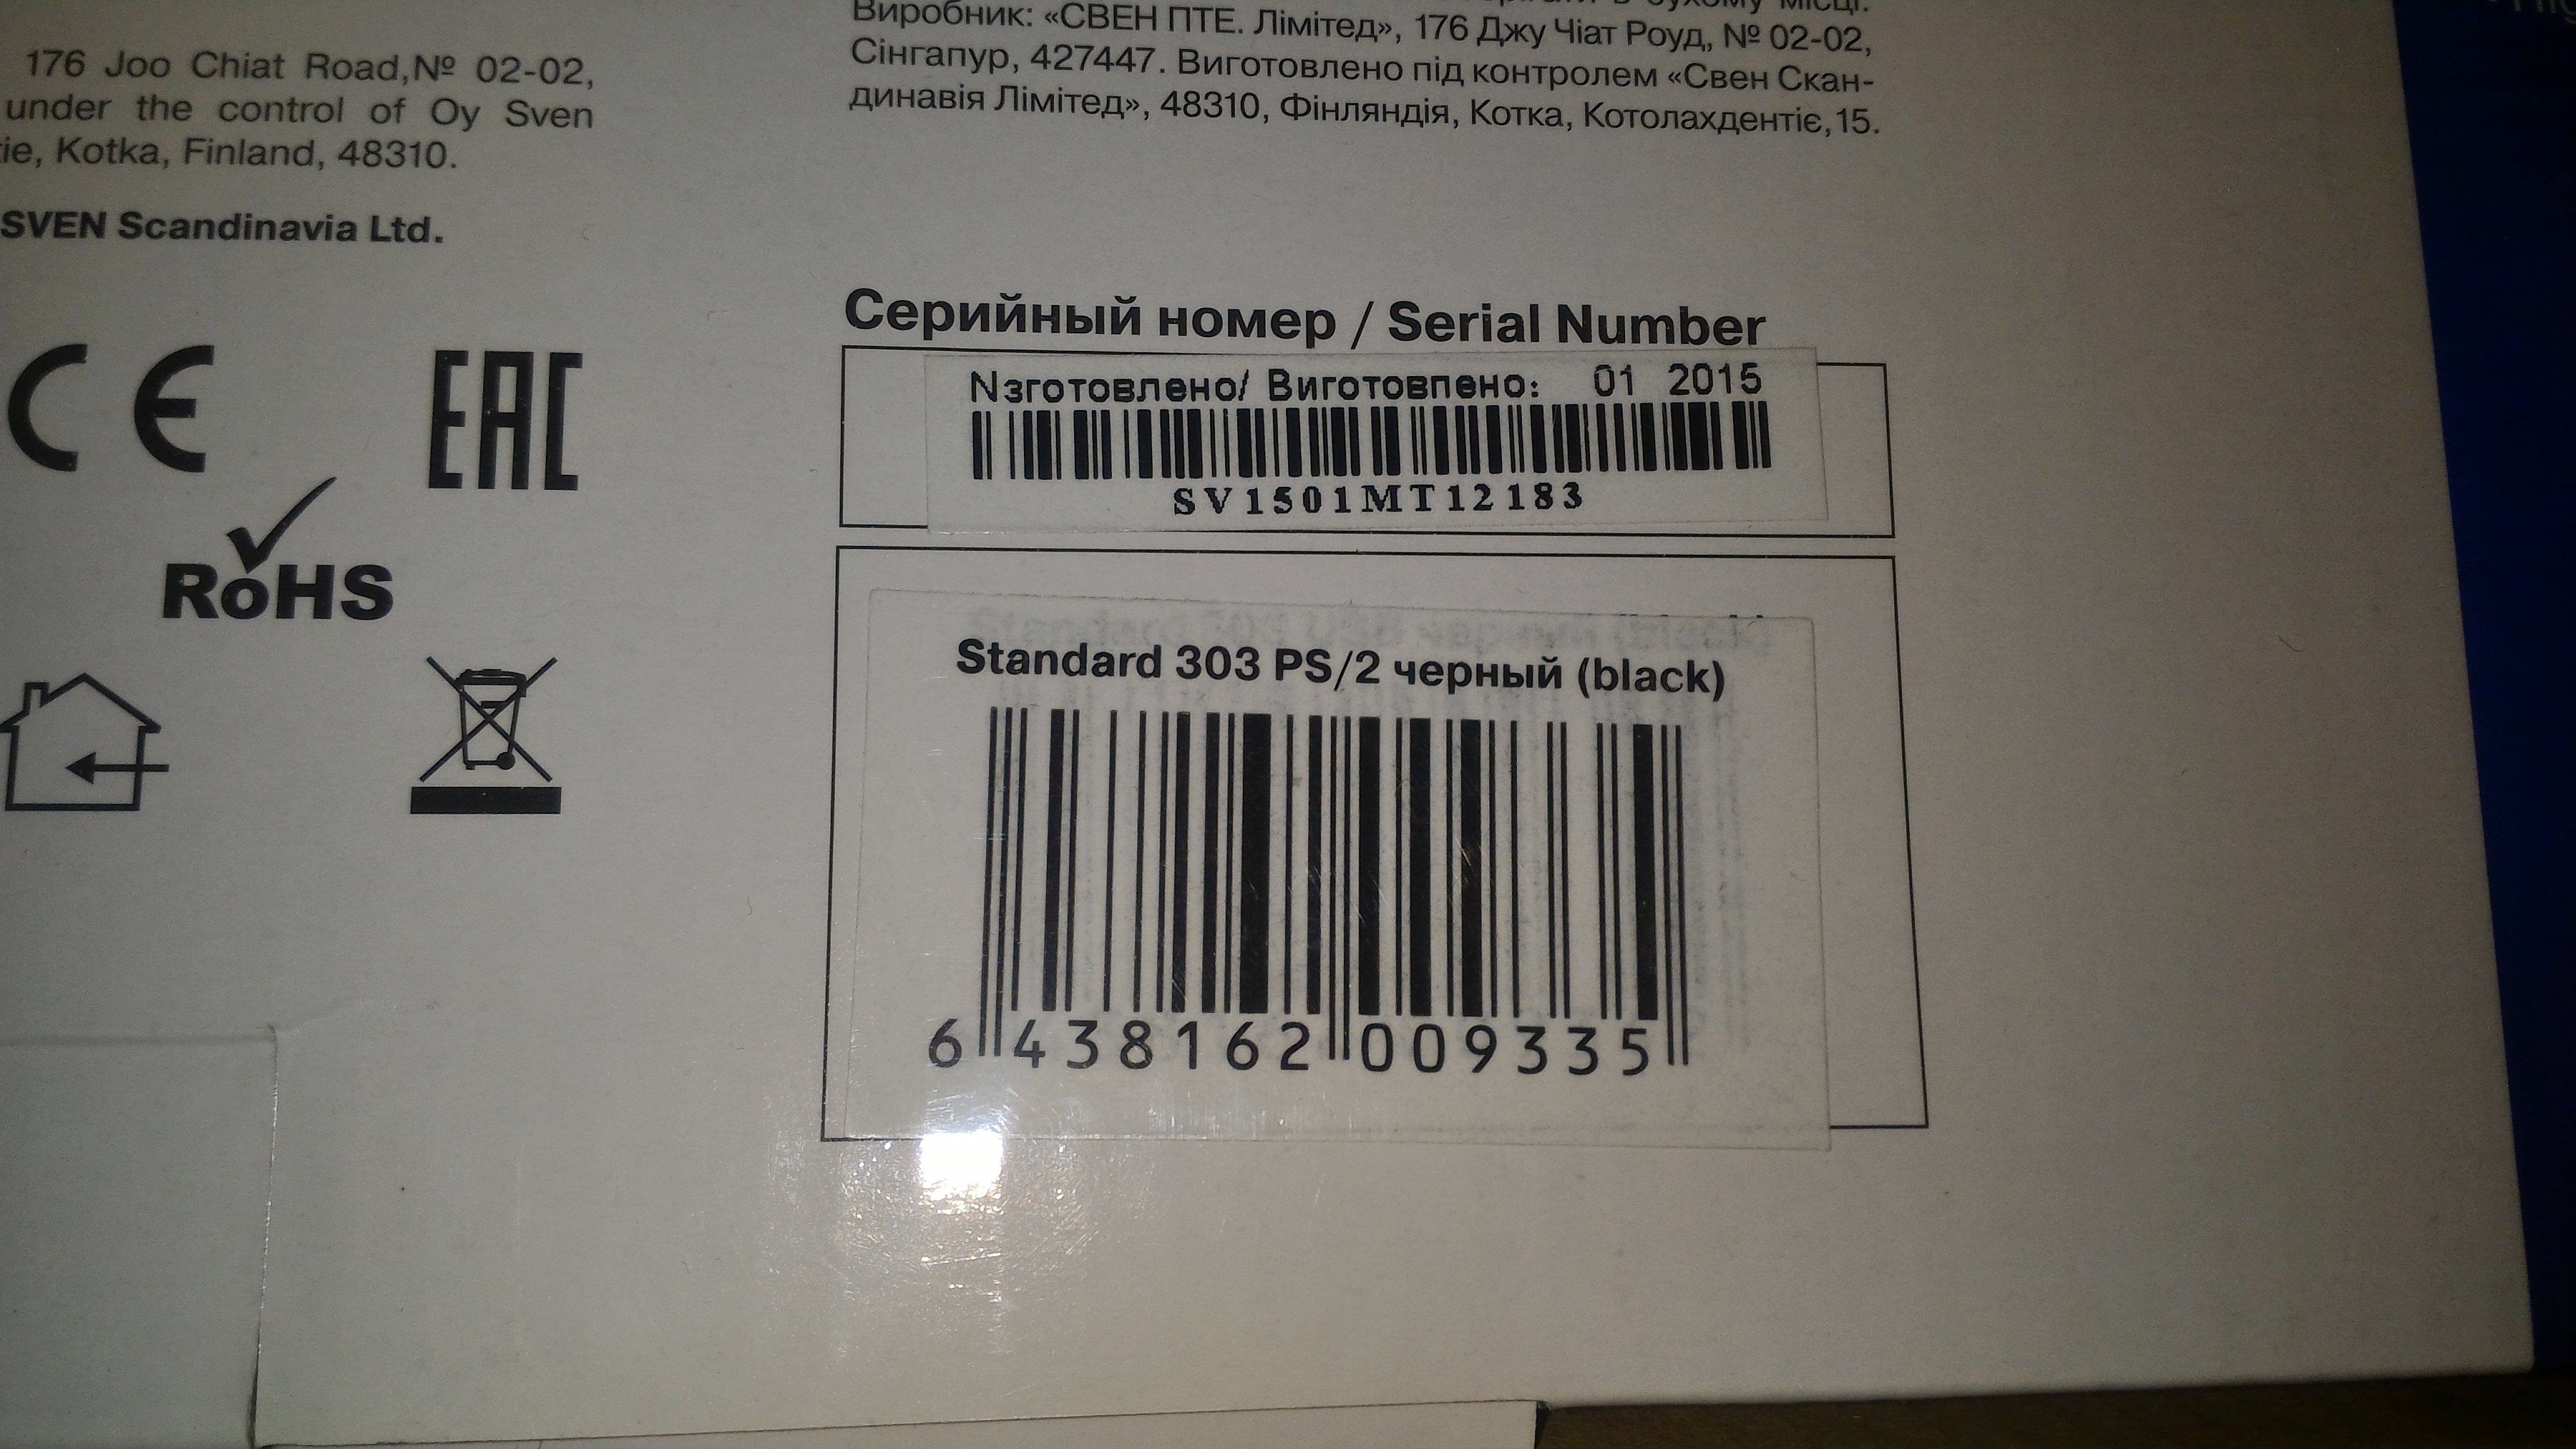 176 Joo Chiat Road,№ 02-02,
under the control of Oy Sven
Kotka, Finland, 48310.
SVEN Scandinavia Ltd.
CE
EAC
RoHS
сухому місці.
Виробник: «СВЕН ПТЕ. Лімітед», 176 Джу Чіат Роуд, № 02-02,
Сінгапур, 427447. Виготовлено під контролем «Свен Скан-
динавія Лімітед», 48310, Фінляндія, Котка, Котолахдентіє,15.
Серийный номер / Serial Number
Nзготовлено/ Виготовпено: 01 2015
SV1501MT12183
Standard 303 PS/2 черный (black)
6 438162 009335